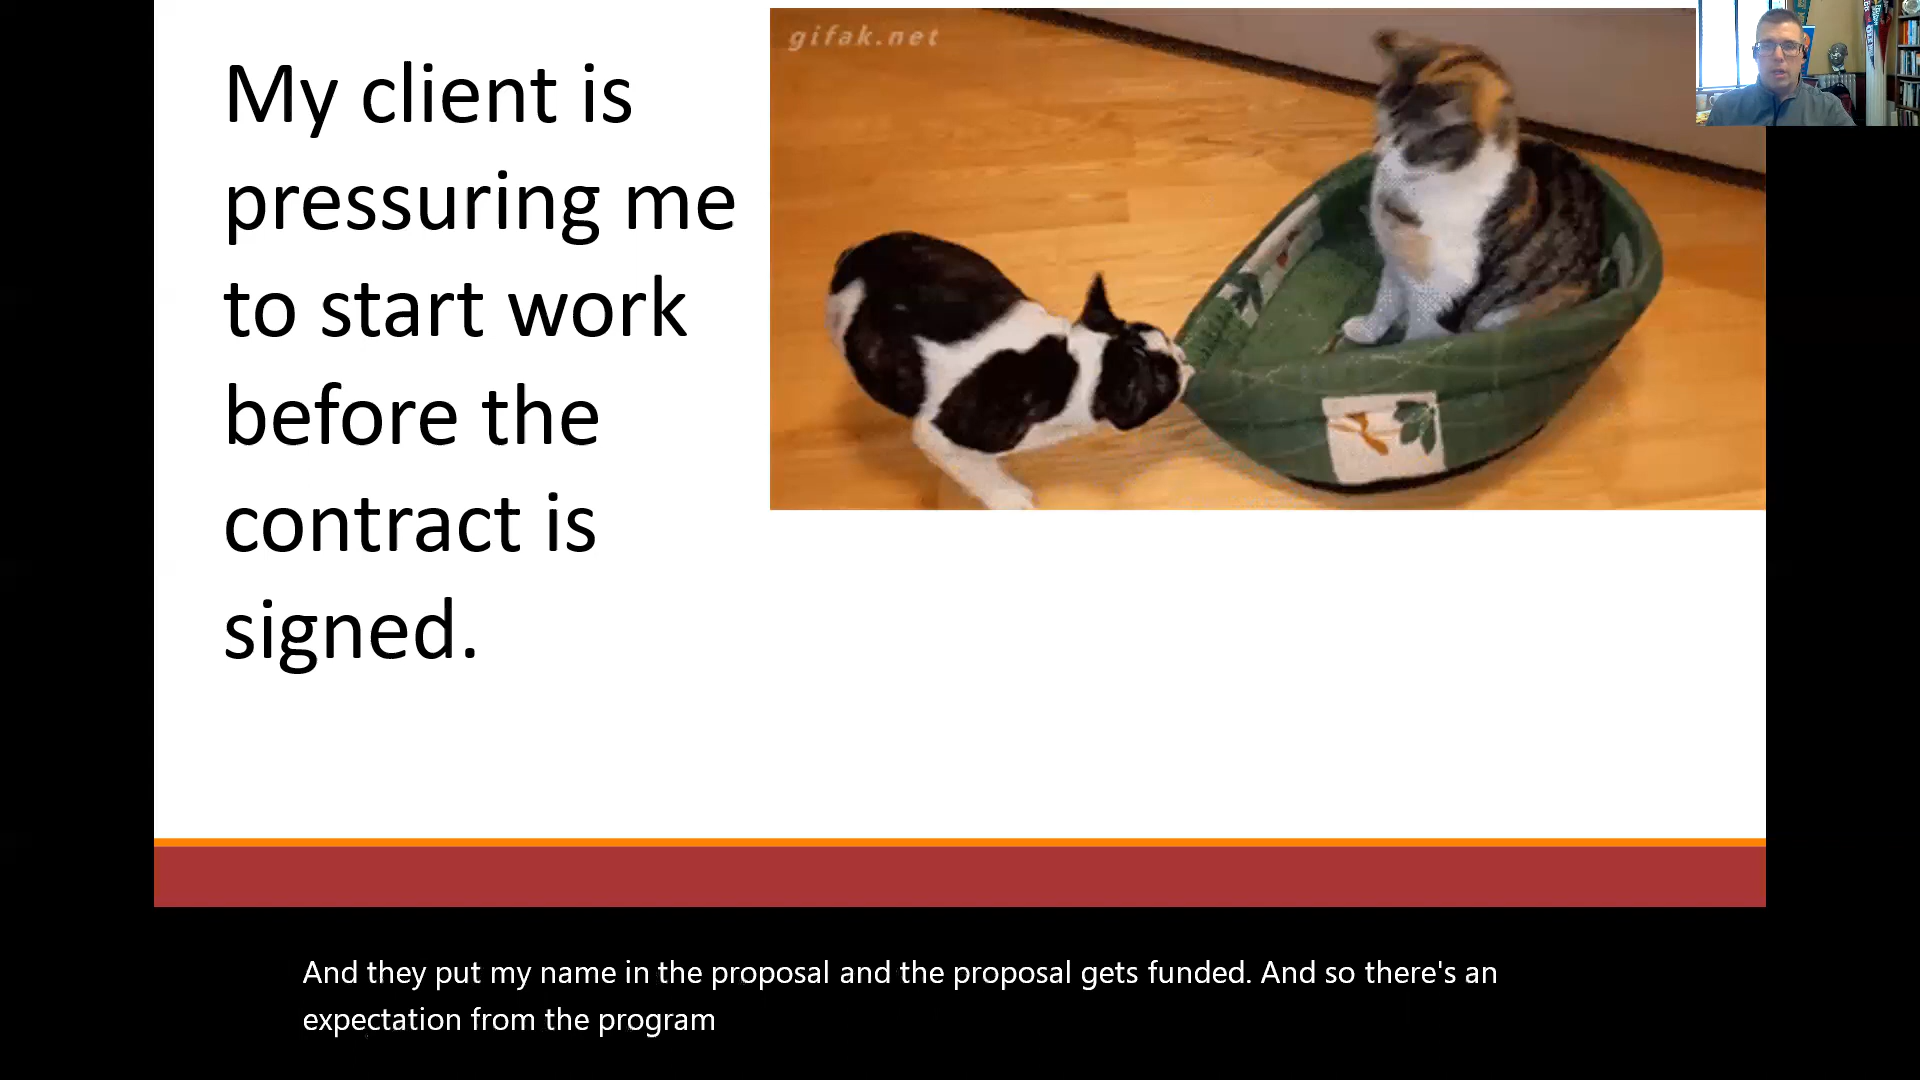 My client is
pressuring me
to start work
before the
contract is
signed.
gifak.net
And they put my name in the proposal and the proposal gets funded. And so there's an
expectation from the program